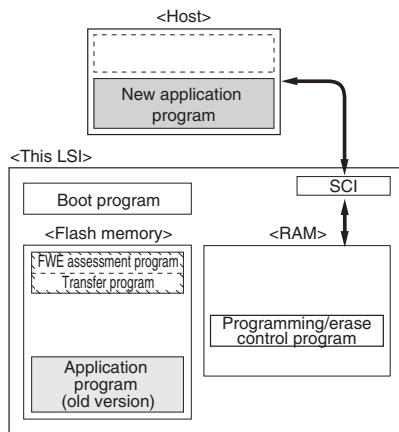 <Host>
New application
program
<This LSI>
SCI
Boot program
<Flash memory>
<RAM>
FWE assessment program
Transfer program
Programming/erase
control program
Application
program
(old version)